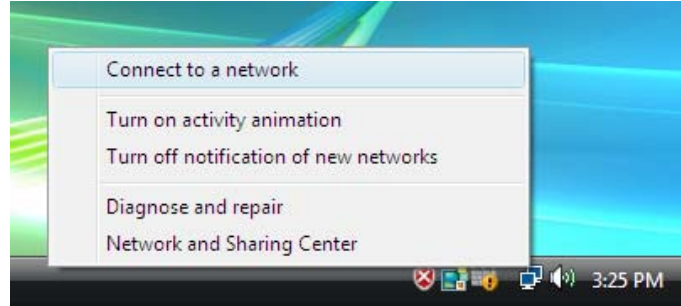 Connect to a network
Turn on activity animation
Turn off notification of new networks
Diagnose and repair
Network and Sharing Center
3:25 PM